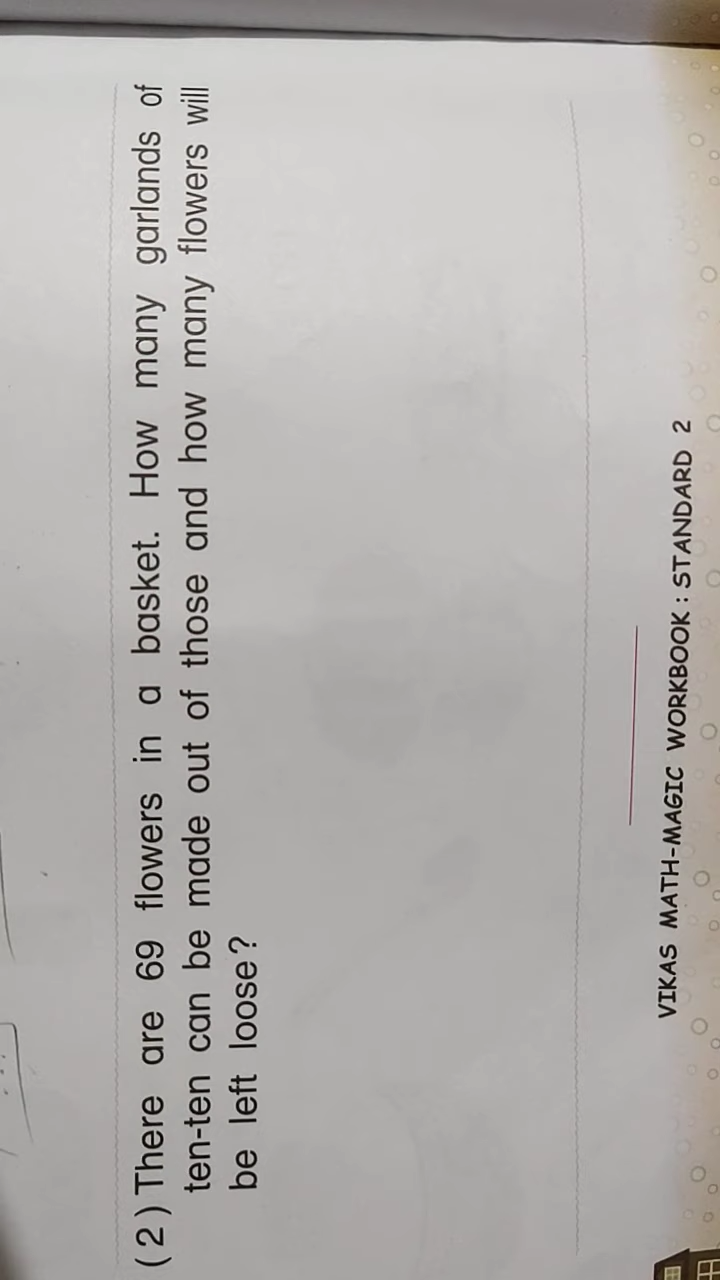 (2) There are 69 flowers in a basket. How many garlands of
ten-ten can be made out of those and how many flowers will
be left loose?
VIKAS MATH-MAGIC WORKBOOK : STANDARD 2